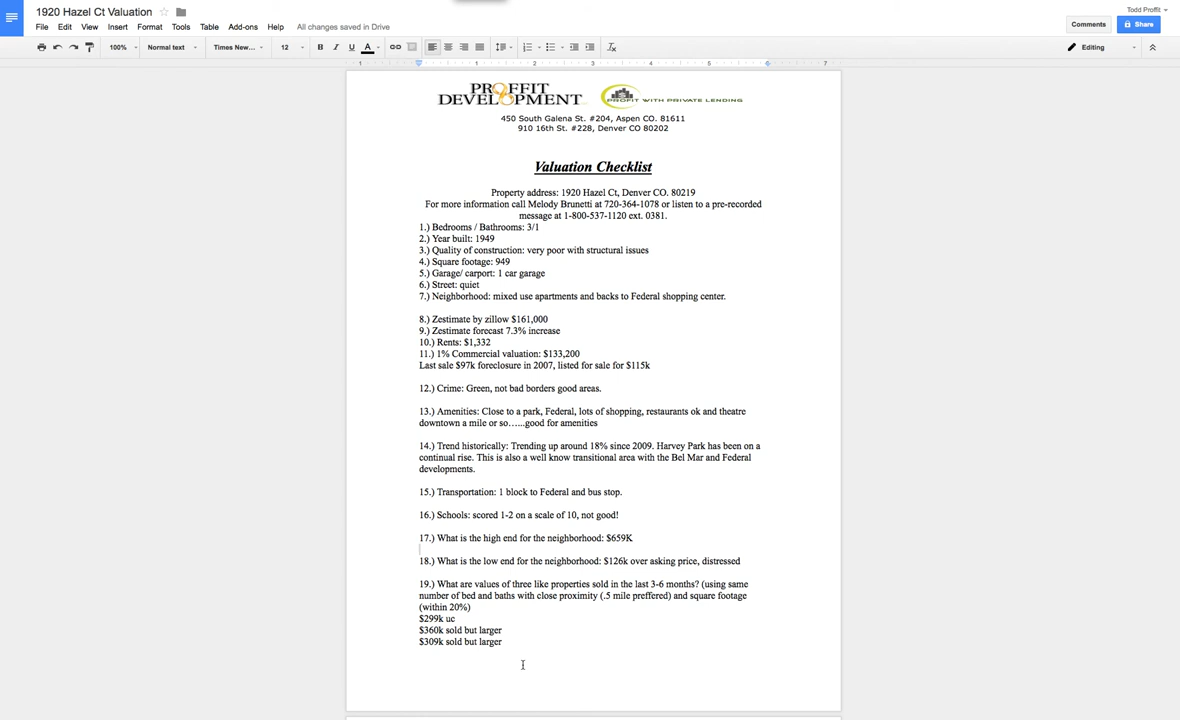 1920 Hazel Ct Valuation
Todd Proffit
File Edit View Insert Format Tools Table Add-ons Help All changes saved in Drive
Comments Share
100% Normal text Times New... 12 B I U A Editing
1 1 2 3 4 5 6 7
PROFFIT
DEVELOPMENT
PROFIT WITH PRIVATE LENDING
450 South Galena St. #204, Aspen CO. 81611
910 16th St. #228, Denver CO 80202
Valuation Checklist
Property address: 1920 Hazel Ct, Denver CO. 80219
For more information call Melody Brunetti at 720-364-1078 or listen to a pre-recorded
message at 1-800-537-1120 ext. 0381.
1.) Bedrooms / Bathrooms: 3/1
2.) Year built: 1949
3.) Quality of construction: very poor with structural issues
4.) Square footage: 949
5.) Garage/ carport: 1 car garage
6.) Street: quiet
7.) Neighborhood: mixed use apartments and backs to Federal shopping center.
8.) Zestimate by zillow $161,000
9.) Zestimate forecast 7.3% increase
10.) Rents: $1,332
11.) 1% Commercial valuation: $133,200
Last sale $97k foreclosure in 2007, listed for sale for $115k
12.) Crime: Green, not bad borders good areas.
13.) Amenities: Close to a park, Federal, lots of shopping, restaurants ok and theatre
downtown a mile or so…...good for amenities
14.) Trend historically: Trending up around 18% since 2009. Harvey Park has been on a
continual rise. This is also a well know transitional area with the Bel Mar and Federal
developments.
15.) Transportation: 1 block to Federal and bus stop.
16.) Schools: scored 1-2 on a scale of 10, not good!
17.) What is the high end for the neighborhood: $659K
18.) What is the low end for the neighborhood: $126k over asking price, distressed
19.) What are values of three like properties sold in the last 3-6 months? (using same
number of bed and baths with close proximity (.5 mile preffered) and square footage
(within 20%)
$299k uc
$360k sold but larger
$309k sold but larger